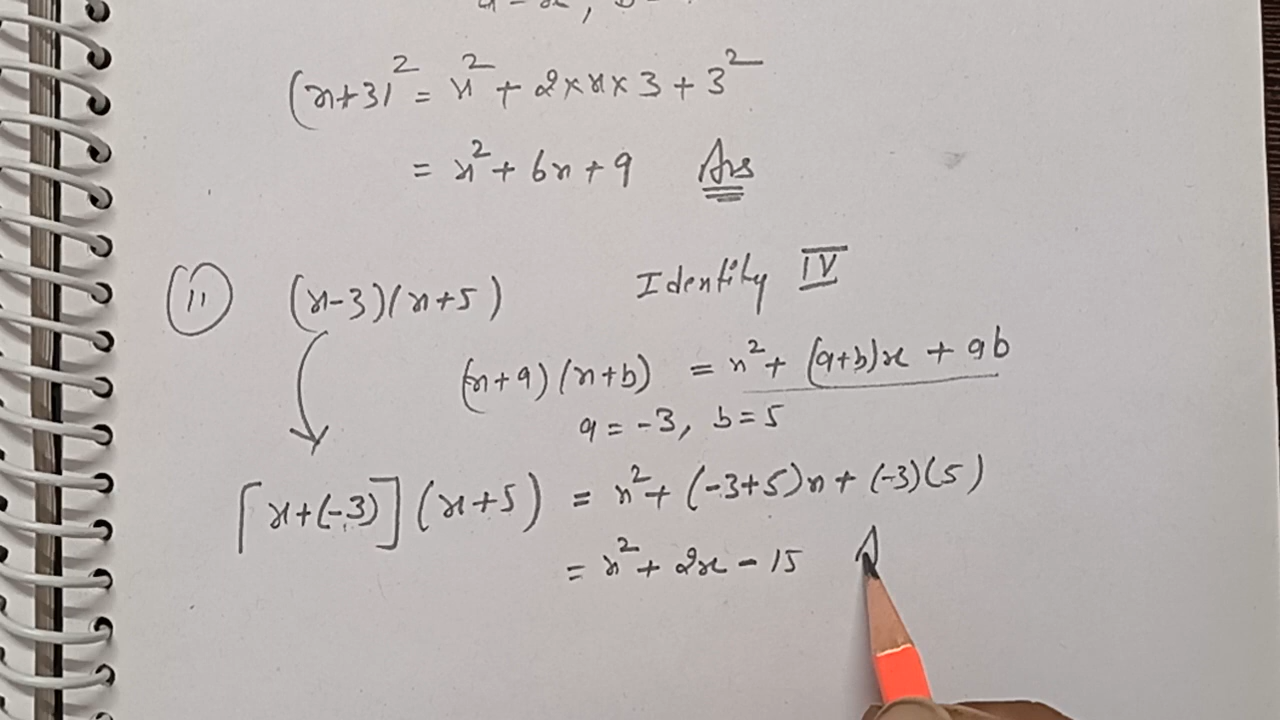 (x+3)² = x² + 2×x×3 + 3²
= x² + 6x + 9 Ans
(ii) (x-3)(x+5) Identity IV
(x+a)(x+b) = x² + (a+b)x + ab
a = -3, b = 5
[x+(-3)](x+5) = x² + (-3+5)x + (-3)(5)
= x² + 2x - 15 A